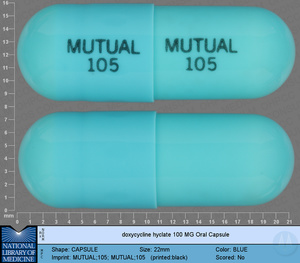 MUTUAL MUTUAL
105 105
mm
doxycycline hyclate 100 MG Oral Capsule
NATIONAL
LIBRARY OF
MEDICINE
Shape: CAPSULE Size: 22mm Color: BLUE
Imprint: MUTUAL;105; MUTUAL;105 (printed;black) Scored: No
0 1 2 3 4 5 6 7 8 9 10 11 12 13 14 15 16 17 18 19 20 21